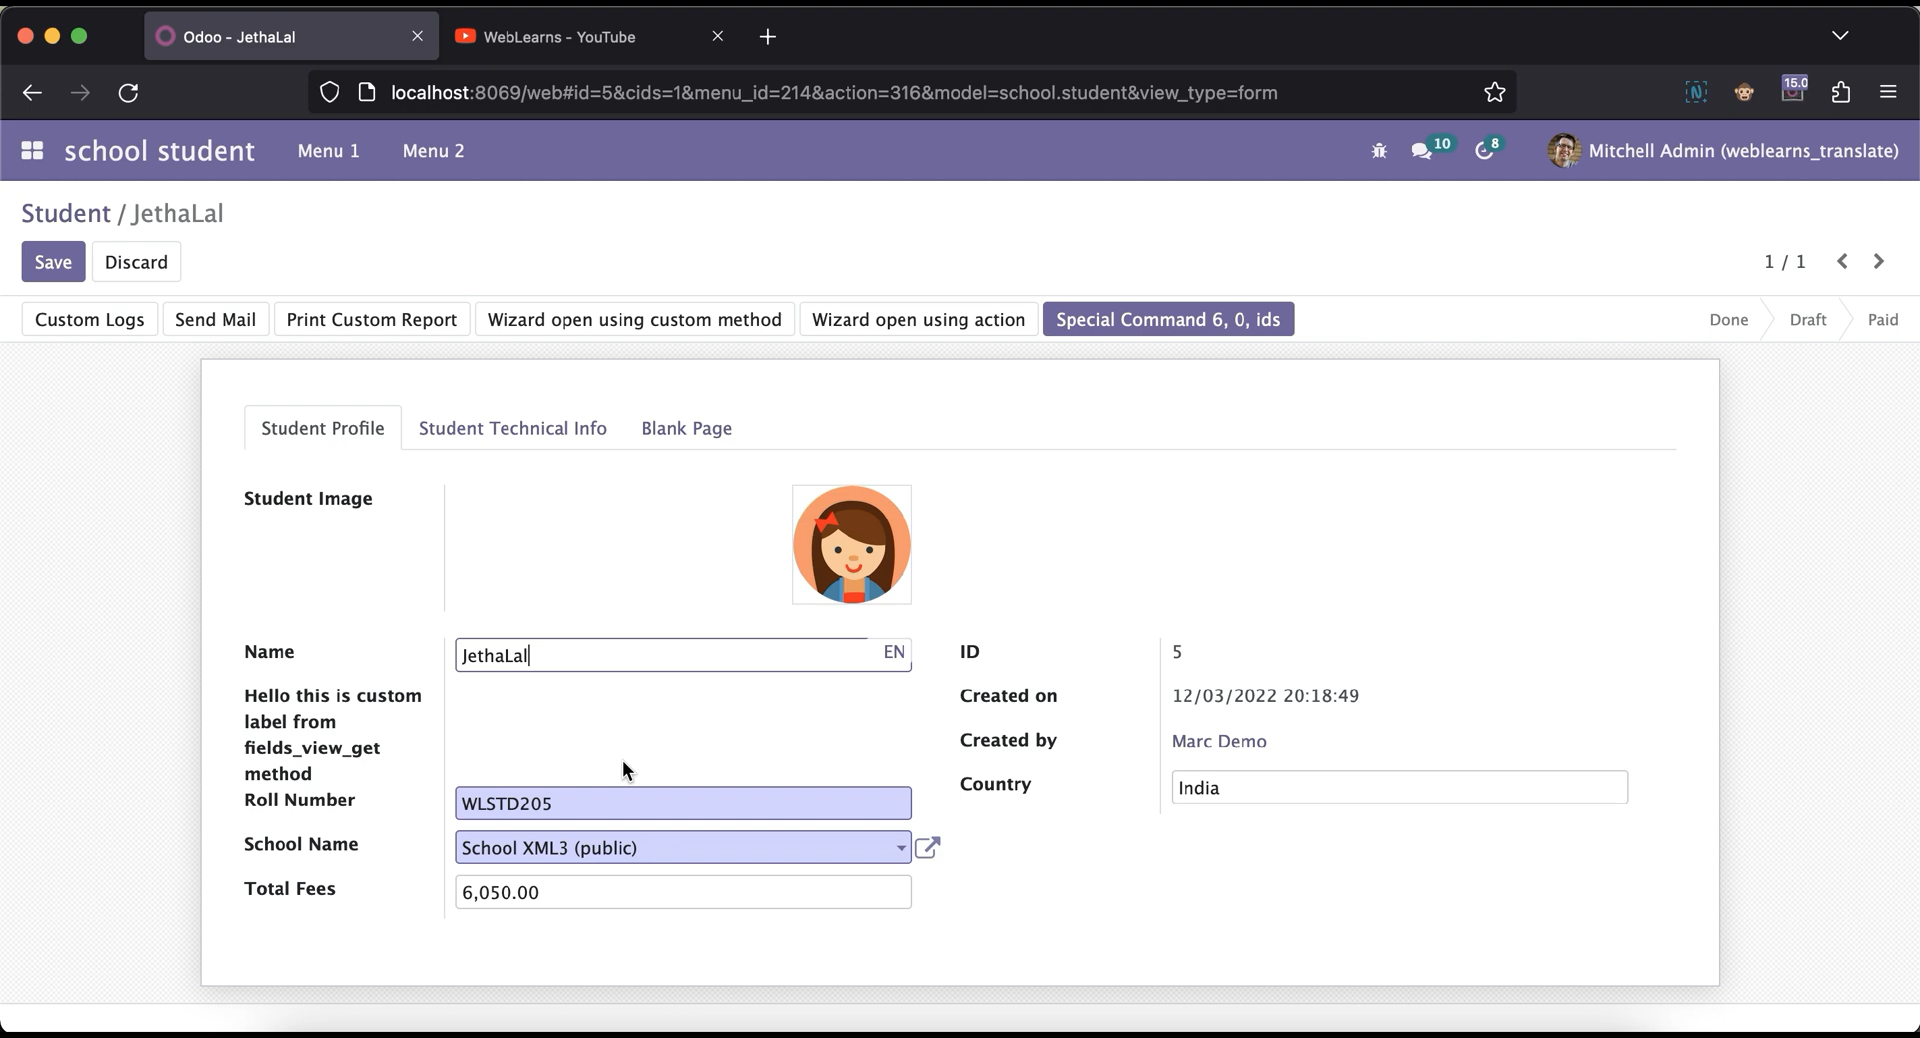 Odoo - JethaLal
WebLearns - YouTube
localhost:8069/web#id=5&cids=1&menu_id=214&action=316&model=school.student&view_type=form
15.0
school student
Menu 1
Menu 2
10
8
Mitchell Admin (weblearns_translate)
Student / JethaLal
Save
Discard
1 / 1
Custom Logs
Send Mail
Print Custom Report
Wizard open using custom method
Wizard open using action
Special Command 6, 0, ids
Done
Draft
Paid
Student Profile
Student Technical Info
Blank Page
Student Image
Name
JethaLal
EN
Hello this is custom
label from
fields_view_get
method
Roll Number
WLSTD205
School Name
School XML3 (public)
Total Fees
6,050.00
ID
5
Created on
12/03/2022 20:18:49
Created by
Marc Demo
Country
India